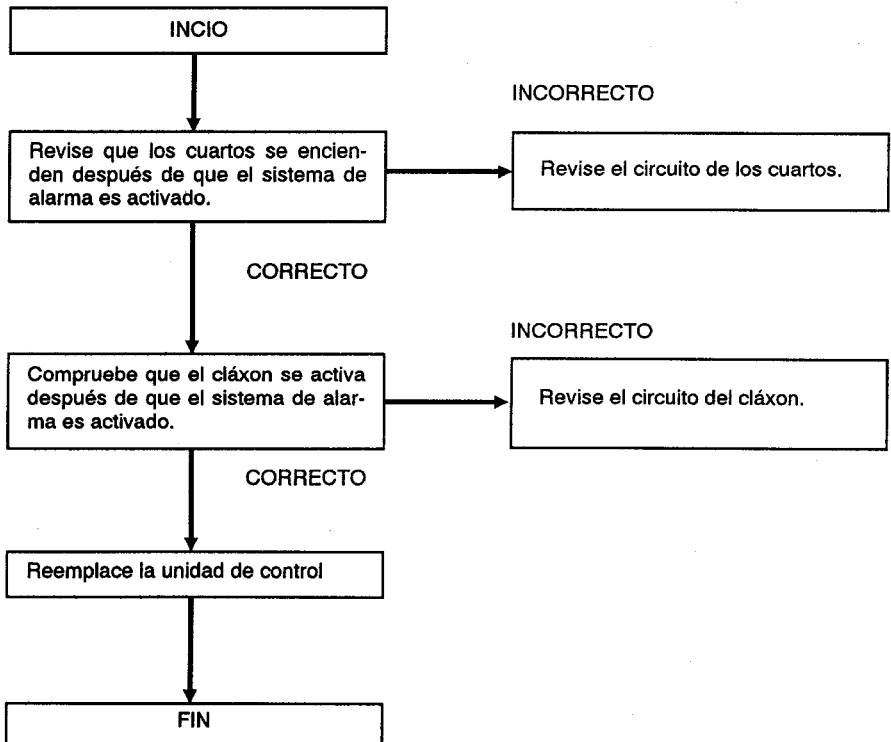 INCIO
INCORRECTO
Revise que los cuartos se encien-
den después de que el sistema de
alarma es activado.
Revise el circuito de los cuartos.
CORRECTO
INCORRECTO
Compruebe que el cláxon se activa
después de que el sistema de alar-
ma es activado.
Revise el circuito del cláxon.
CORRECTO
Reemplace la unidad de control
FIN